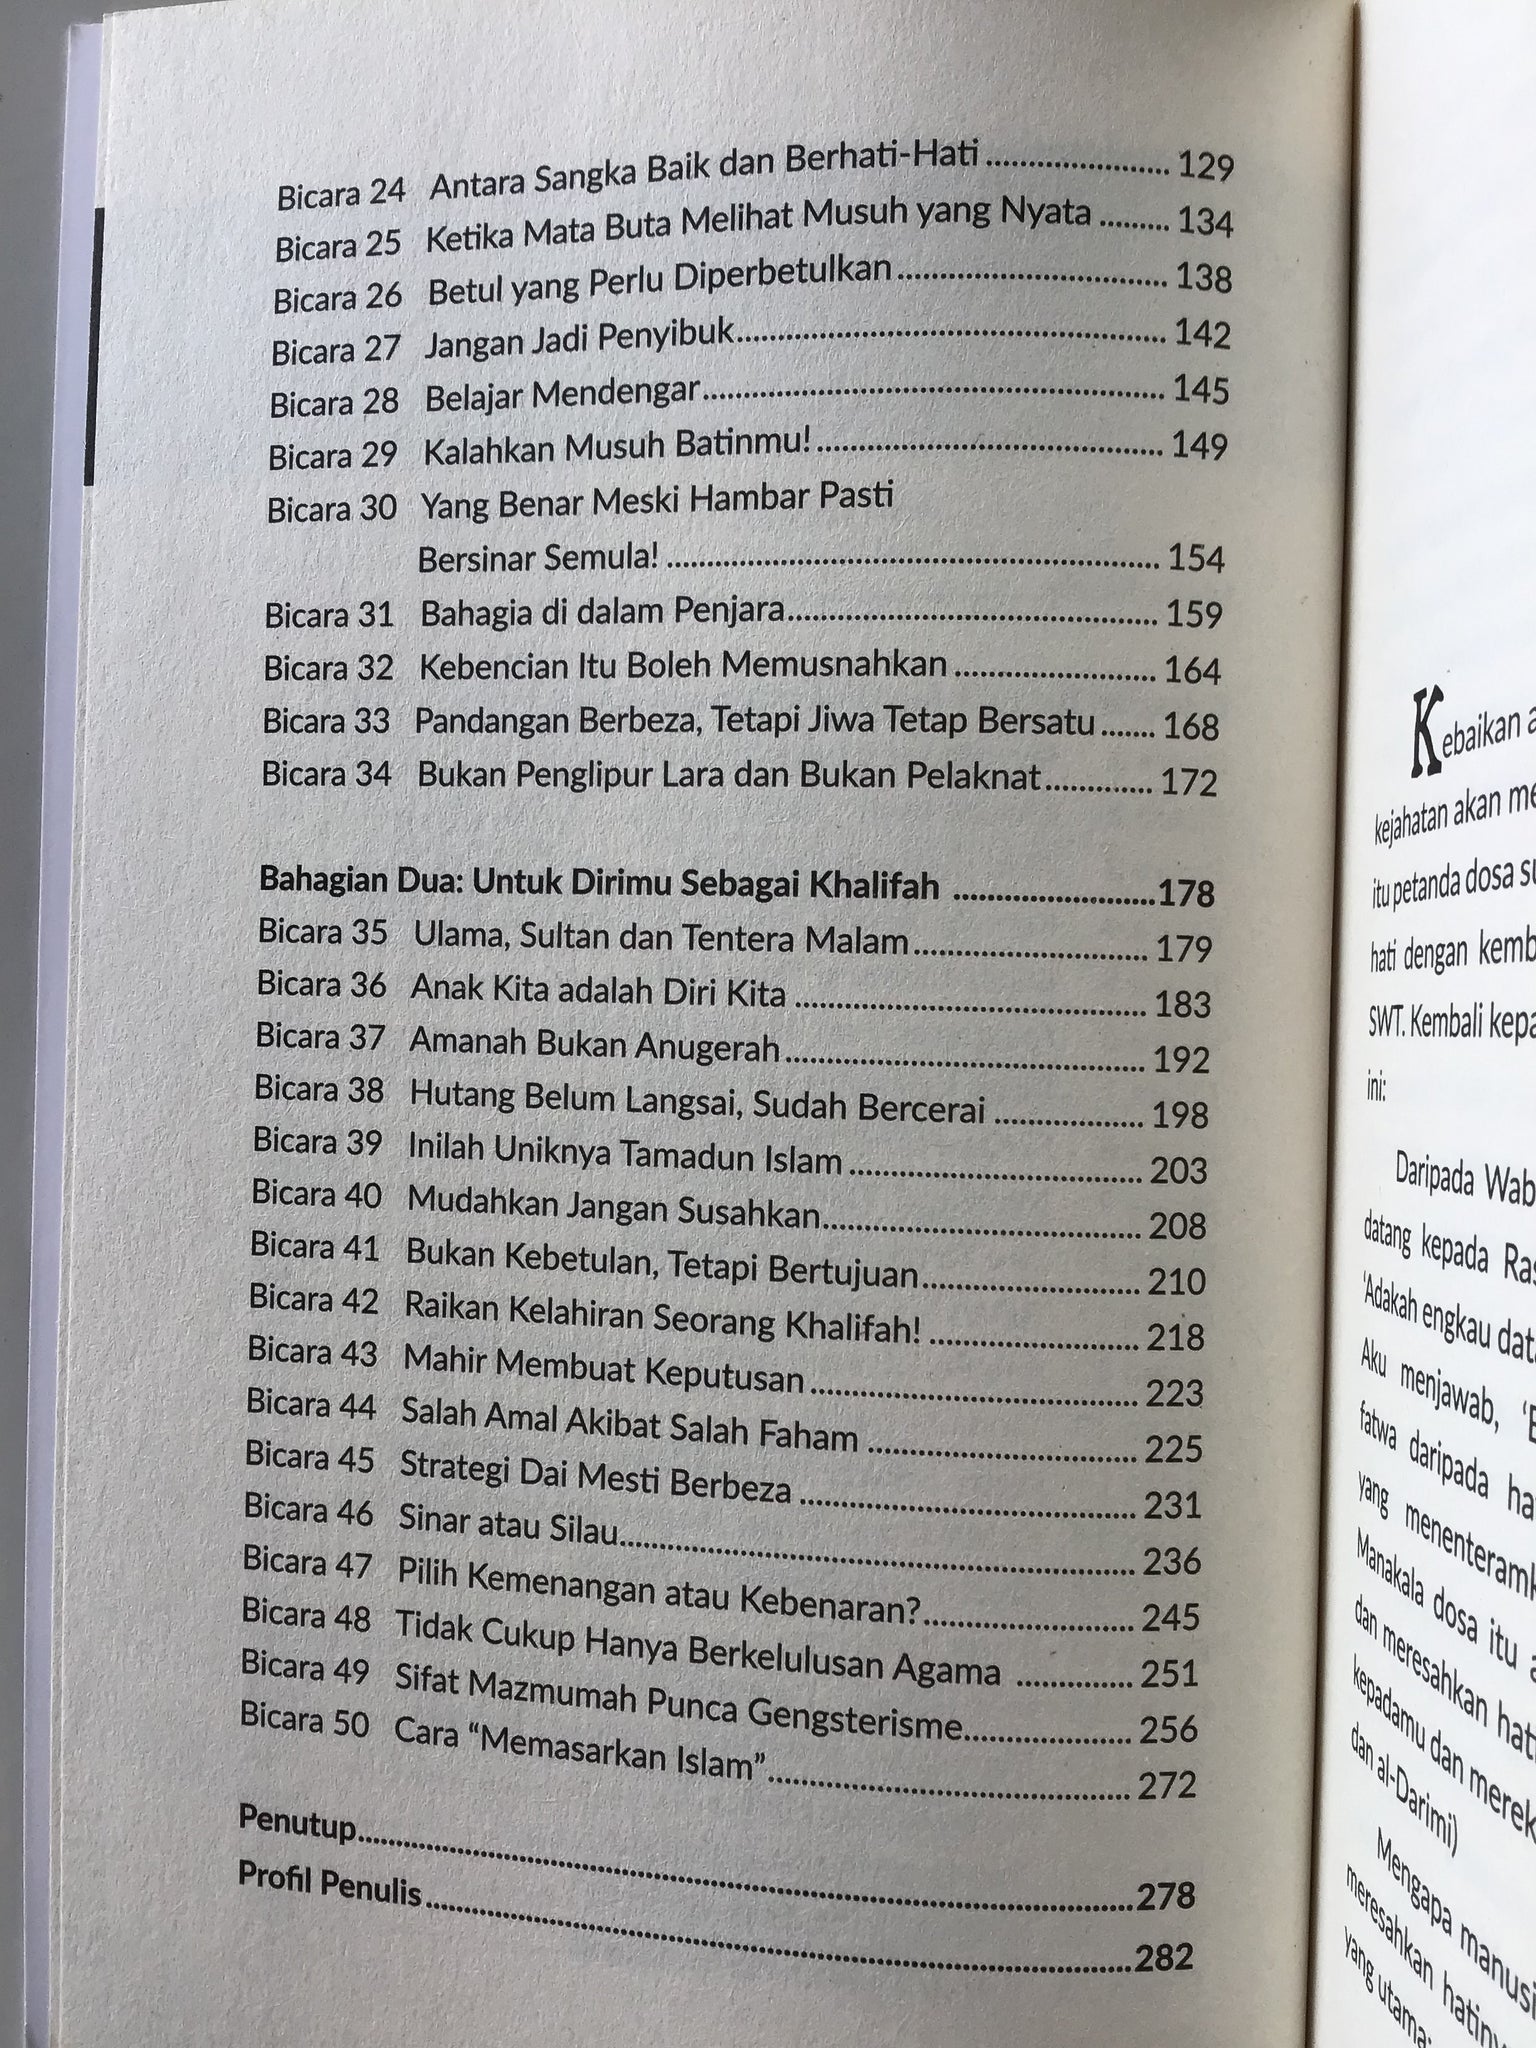 Bicara 24 Antara Sangka Baik dan Berhati-Hati ........................ 129
Bicara 25 Ketika Mata Buta Melihat Musuh yang Nyata ......... 134
Bicara 26 Betul yang Perlu Diperbetulkan................................... 138
Bicara 27 Jangan Jadi Penyibuk........................................................ 142
Bicara 28 Belajar Mendengar............................................................ 145
Bicara 29 Kalahkan Musuh Batinmu!............................................. 149
Bicara 30 Yang Benar Meski Hambar Pasti
Bersinar Semula! ................................................................ 154
Bicara 31 Bahagia di dalam Penjara................................................ 159
Bicara 32 Kebencian Itu Boleh Memusnahkan .......................... 164
Bicara 33 Pandangan Berbeza, Tetapi Jiwa Tetap Bersatu ....... 168
Bicara 34 Bukan Penglipur Lara dan Bukan Pelaknat.............. 172
Bahagian Dua: Untuk Dirimu Sebagai Khalifah ..........................178
Bicara 35 Ulama, Sultan dan Tentera Malam.............................. 179
Bicara 36 Anak Kita adalah Diri Kita .............................................. 183
Bicara 37 Amanah Bukan Anugerah............................................... 192
Bicara 38 Hutang Belum Langsai, Sudah Bercerai ................... 198
Bicara 39 Inilah Uniknya Tamadun Islam ...................................... 203
Bicara 40 Mudahkan Jangan Susahkan......................................... 208
Bicara 41 Bukan Kebetulan, Tetapi Bertujuan............................ 210
Bicara 42 Raikan Kelahiran Seorang Khalifah! ........................... 218
Bicara 43 Mahir Membuat Keputusan........................................... 223
Bicara 44 Salah Amal Akibat Salah Faham ................................... 225
Bicara 45 Strategi Dai Mesti Berbeza ............................................ 231
Bicara 46 Sinar atau Silau................................................................... 236
Bicara 47 Pilih Kemenangan atau Kebenaran?........................... 245
Bicara 48 Tidak Cukup Hanya Berkelulusan Agama ............... 251
Bicara 49 Sifat Mazmumah Punca Gengsterisme...................... 256
Bicara 50 Cara “Memasarkan Islam”............................................... 272
Penutup.....................................................................................................278
Profil Penulis...........................................................................................282
Kebaikan
kejahatan akan
itu petanda dosa
hati dengan
SWT. Kembali
ini:
Daripada
datang kepada
‘Adakah engkau
Aku menjawab,
fatwa daripada
yang
Manakala dosa itu
dan meresahkan
kepadamu dan
dan al-Darimi)
Mengapa
meresahkan
yang utama: